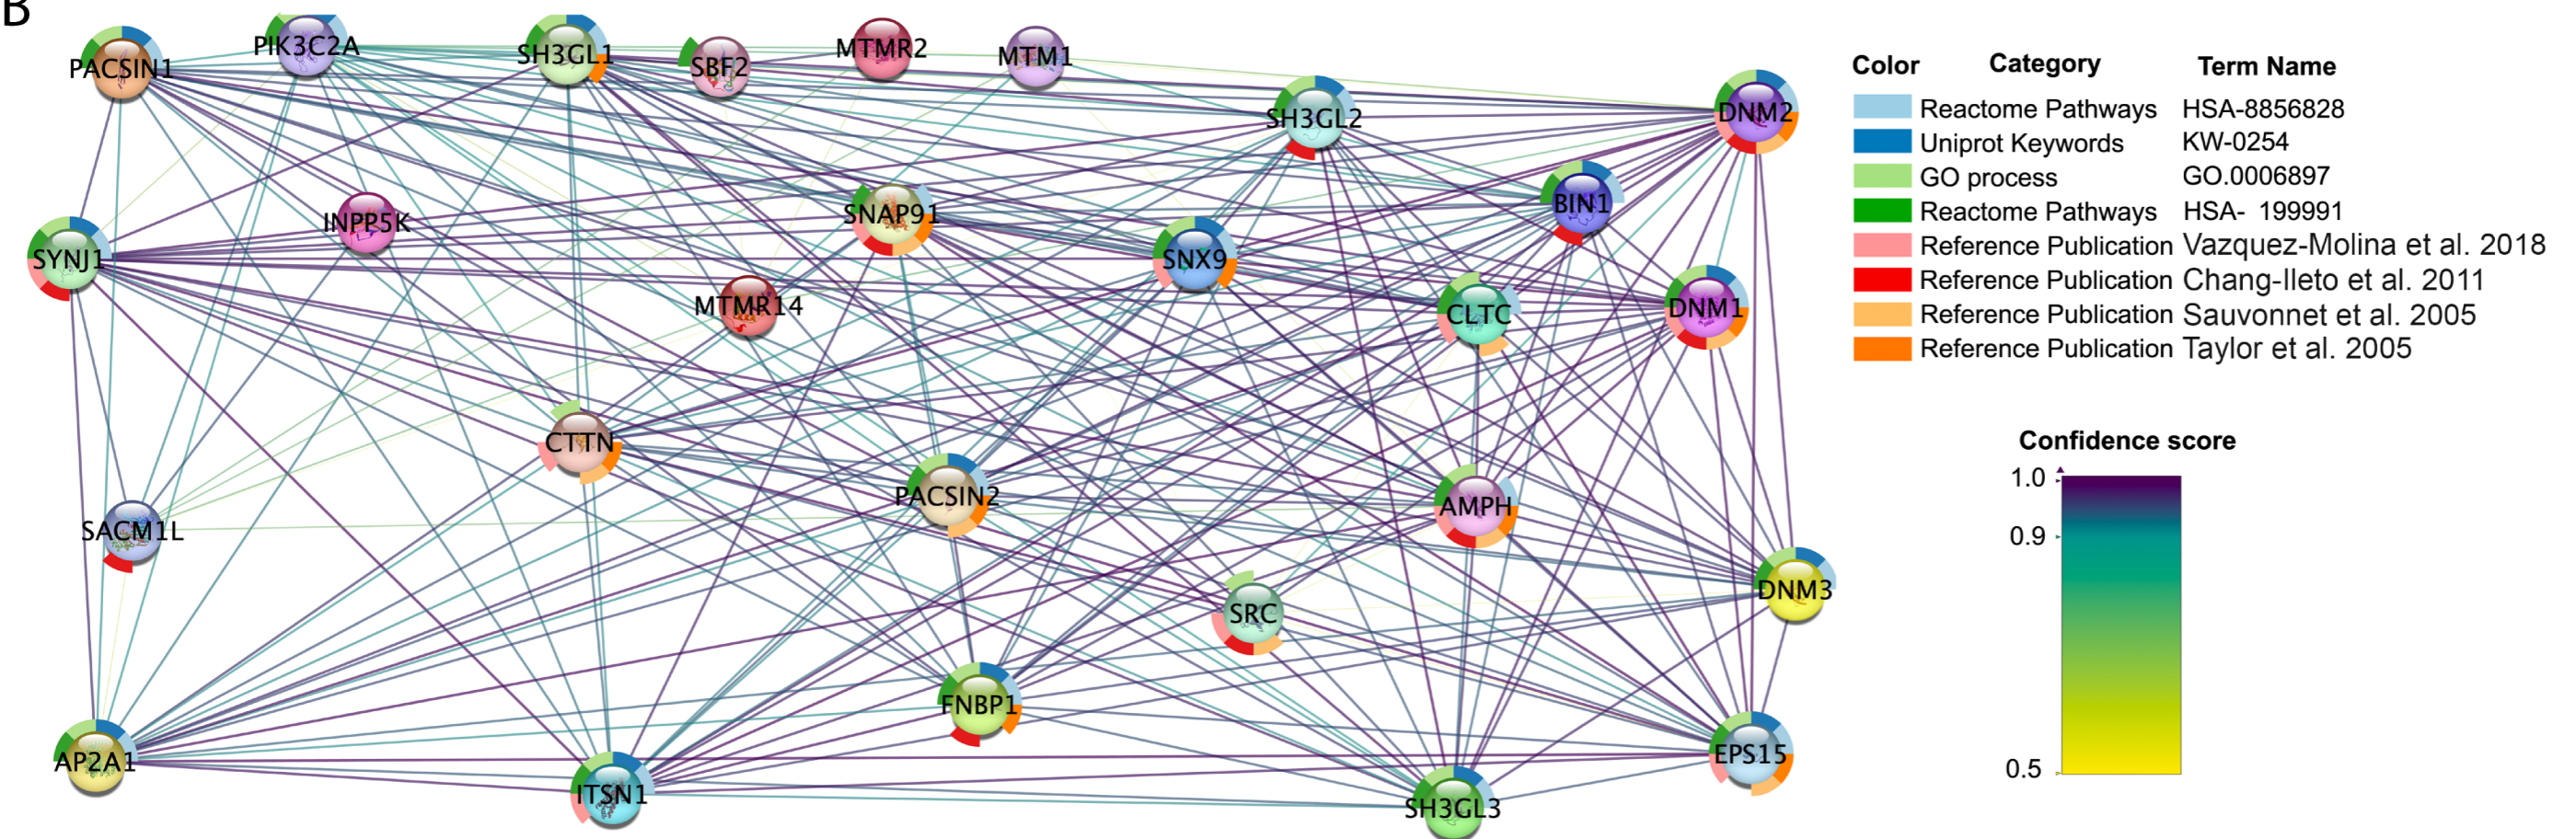 B
PACSIN1
PIK3C2A
SH3GL1
SBF2
MTMR2
MTM1
SH3GL2
DNM2
SYNJ1
INPP5K
SNAP91
MTMR14
SNX9
BIN1
CLTC
DNM1
CTTN
SACM1L
PACSIN2
AMPH
DNM3
SRC
FNBP1
AP2A1
ITSN1
SH3GL3
EPS15
Color Category Term Name
Reactome Pathways HSA-8856828
Uniprot Keywords KW-0254
GO process GO.0006897
Reactome Pathways HSA- 199991
Reference Publication Vazquez-Molina et al. 2018
Reference Publication Chang-Ileto et al. 2011
Reference Publication Sauvonnet et al. 2005
Reference Publication Taylor et al. 2005
Confidence score
1.0
0.9
0.5